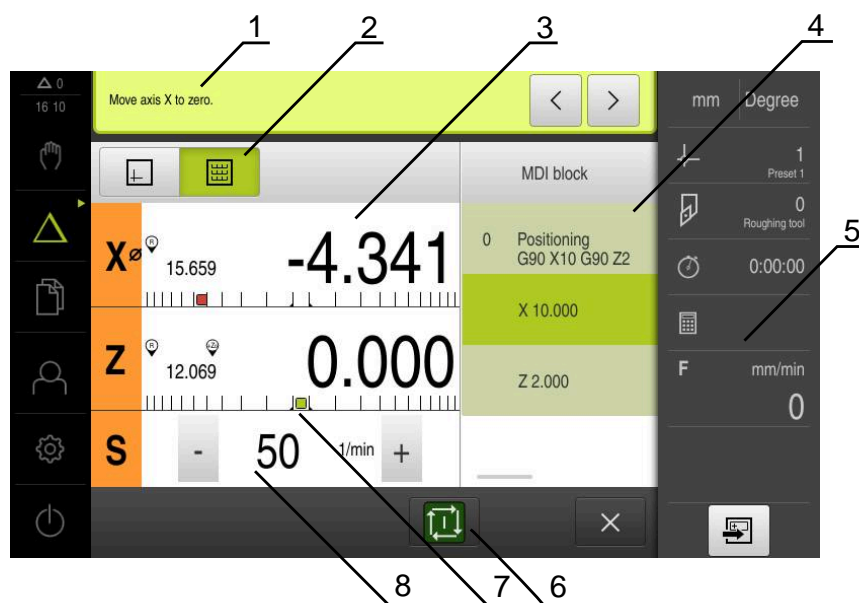 1 2 3 4
0
16 10
Move axis X to zero.
< >
mm Degree
MDI block
1
Preset 1
0 Positioning
G90 X10 G90 Z2
0
Roughing tool
5
X⌀ R 15.659 -4.341
0:00:00
X 10.000
Z R 12.069 0.000
Z 2.000
F mm/min
0
S - 50 1/min +
8 7 6